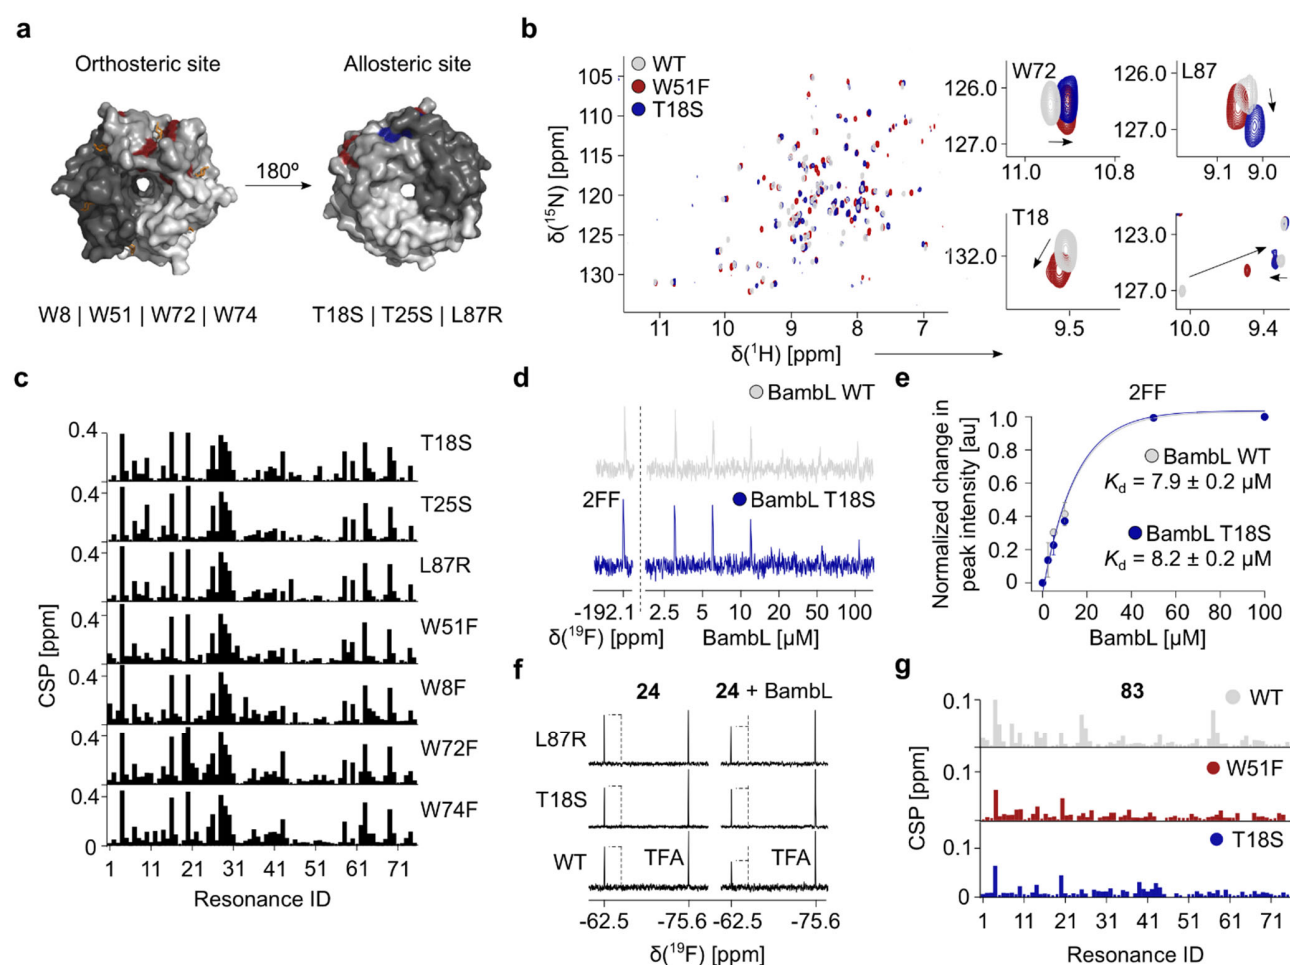 a
Orthosteric site
Allosteric site
180º
W8 | W51 | W72 | W74
T18S | T25S | L87R
b
WT
W51F
T18S
105
110
115
120
125
130
δ(¹⁵N) [ppm]
11
10
9
8
7
δ(¹H) [ppm]
W72
126.0
127.0
11.0
10.8
L87
126.0
127.0
9.1
9.0
T18
132.0
9.5
123.0
127.0
10.0
9.4
c
0.4
T18S
0.4
T25S
0.4
L87R
0.4
W51F
0.4
W8F
0.4
W72F
0.4
W74F
0
CSP [ppm]
1 11 21 31 41 51 61 71
Resonance ID
d
BambL WT
2FF
BambL T18S
-192.1
2.5 5 10 20 50 100
δ(¹⁹F) [ppm]
BambL [µM]
e
2FF
Normalized change in
peak intensity [au]
1.0
0.8
0.6
0.4
0.2
0
BambL WT
Kd = 7.9 ± 0.2 µM
BambL T18S
Kd = 8.2 ± 0.2 µM
0 20 40 60 80 100
BambL [µM]
f
24
24 + BambL
L87R
T18S
WT
TFA
TFA
-62.5
-75.6
-62.5
-75.6
δ(¹⁹F) [ppm]
g
83
0.1
WT
0.1
W51F
0.1
T18S
0
CSP [ppm]
1 11 21 31 41 51 61 71
Resonance ID